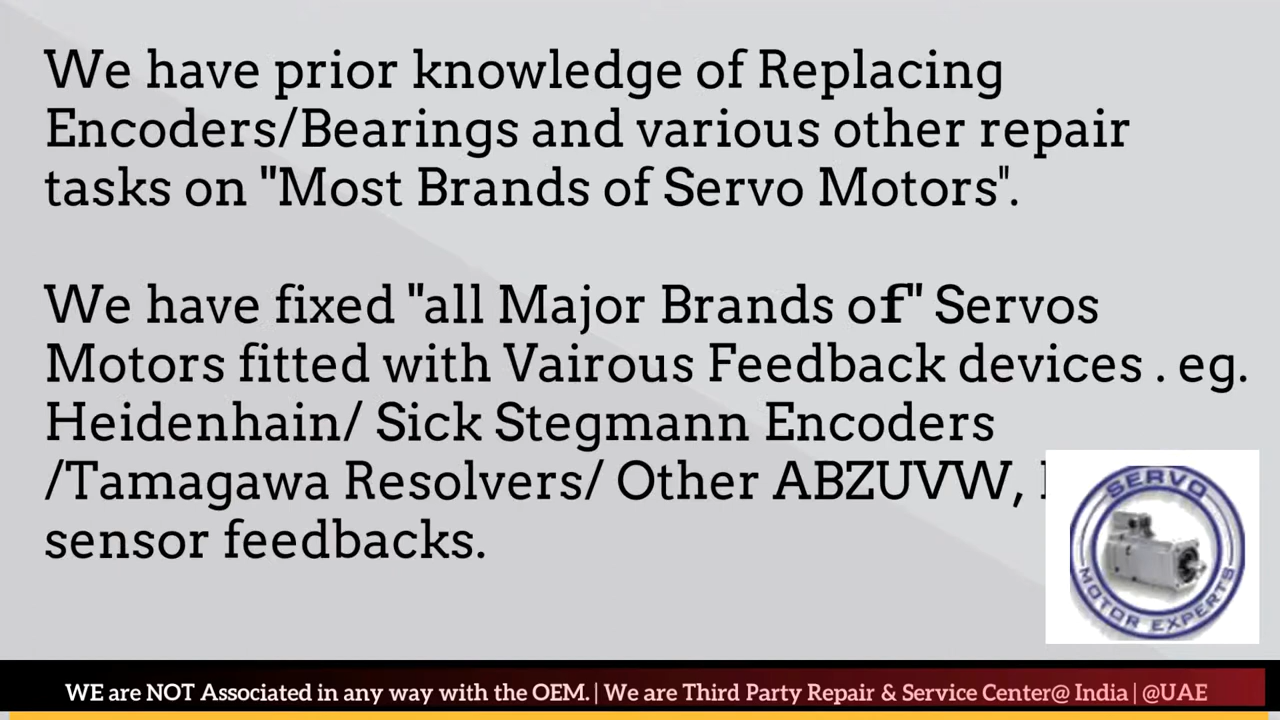 We have prior knowledge of Replacing
Encoders/Bearings and various other repair
tasks on "Most Brands of Servo Motors".
We have fixed "all Major Brands of" Servos
Motors fitted with Vairous Feedback devices . eg.
Heidenhain/ Sick Stegmann Encoders
/Tamagawa Resolvers/ Other ABZUVW,
sensor feedbacks.
SERVO
MOTOR EXPERTS
WE are NOT Associated in any way with the OEM. | We are Third Party Repair & Service Center@ India | @UAE